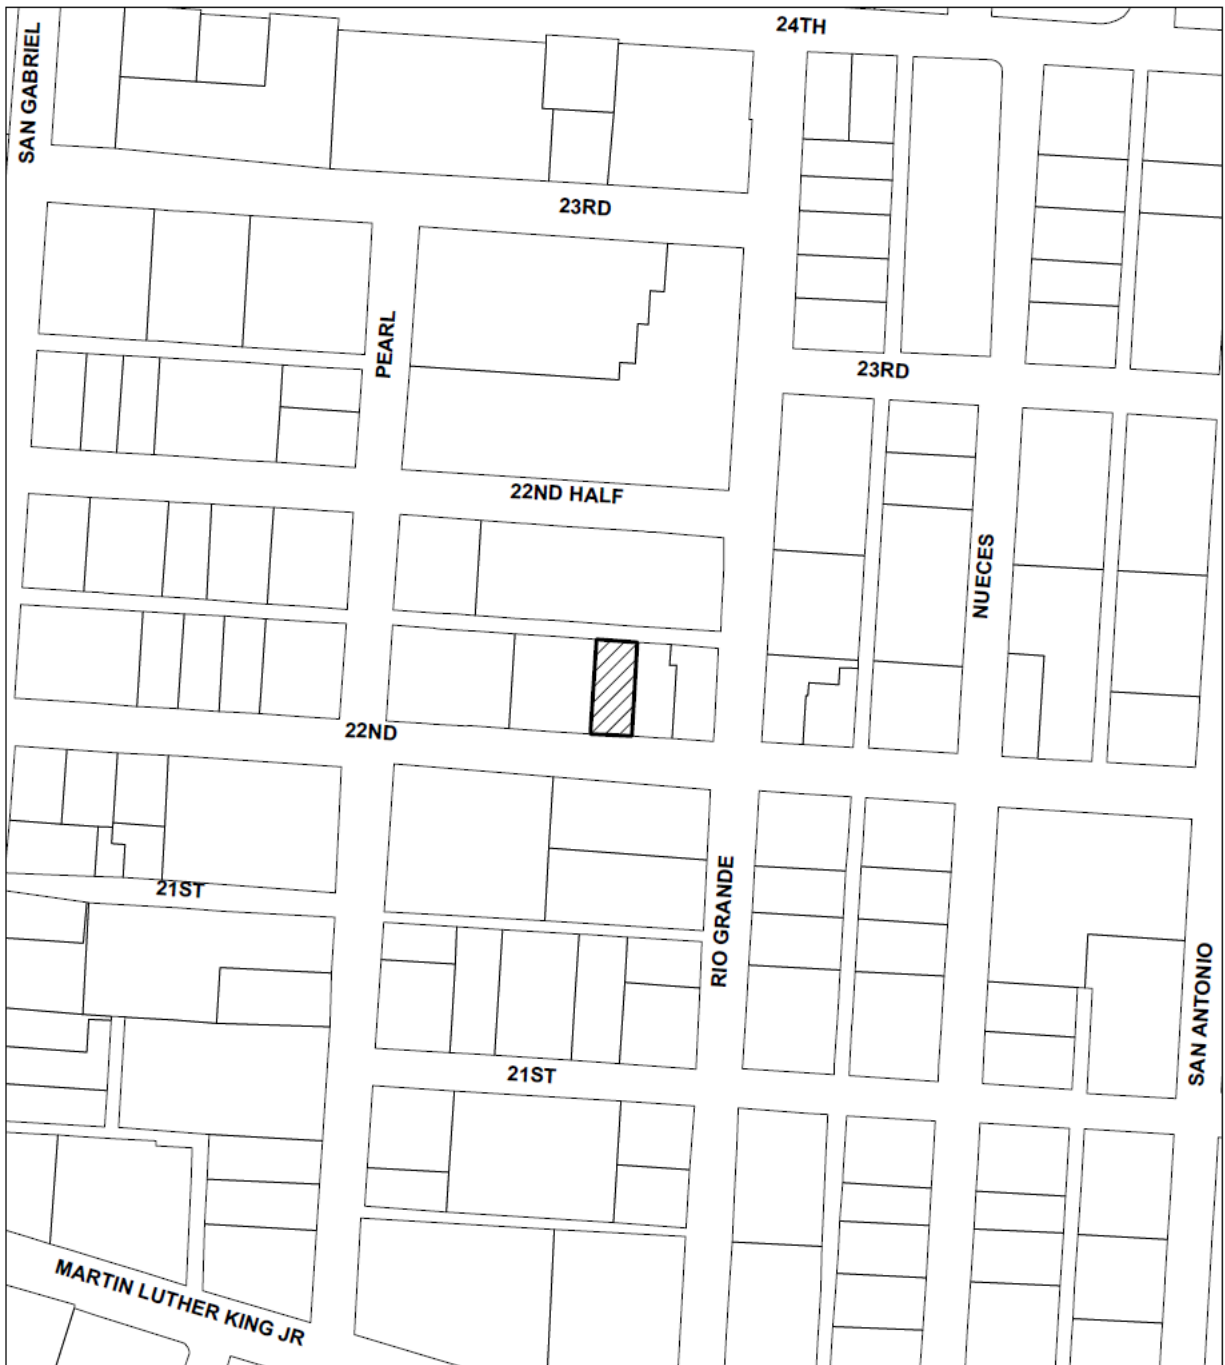 24TH
SAN GABRIEL
23RD
PEARL
23RD
22ND HALF
NUECES
22ND
RIO GRANDE
21ST
SAN ANTONIO
21ST
MARTIN LUTHER KING JR